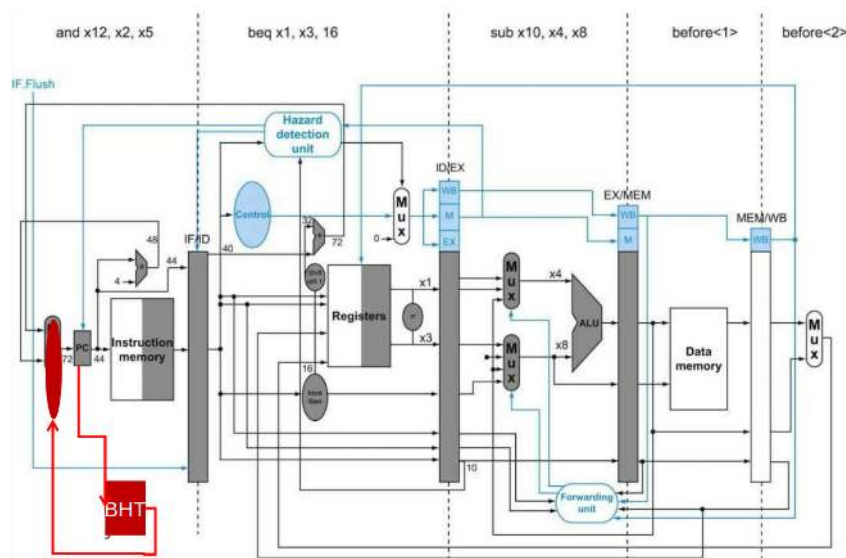 and x12, x2, x5
beq x1, x3, 16
sub x10, x4, x8
before<1>
before<2>
IF.Flush
Hazard
detection
unit
ID/EX
WB
M
EX
Control
Mux
0
EX/MEM
WB
M
MEM/WB
WB
IF/ID
48
44
40
32
72
4
+
+
Shift
left 1
Registers
=
x1
x3
Mux
Mux
x4
x8
ALU
Data
memory
Mux
PC
72
44
Instruction
memory
16
Imm
Gen
10
Forwarding
unit
BHT